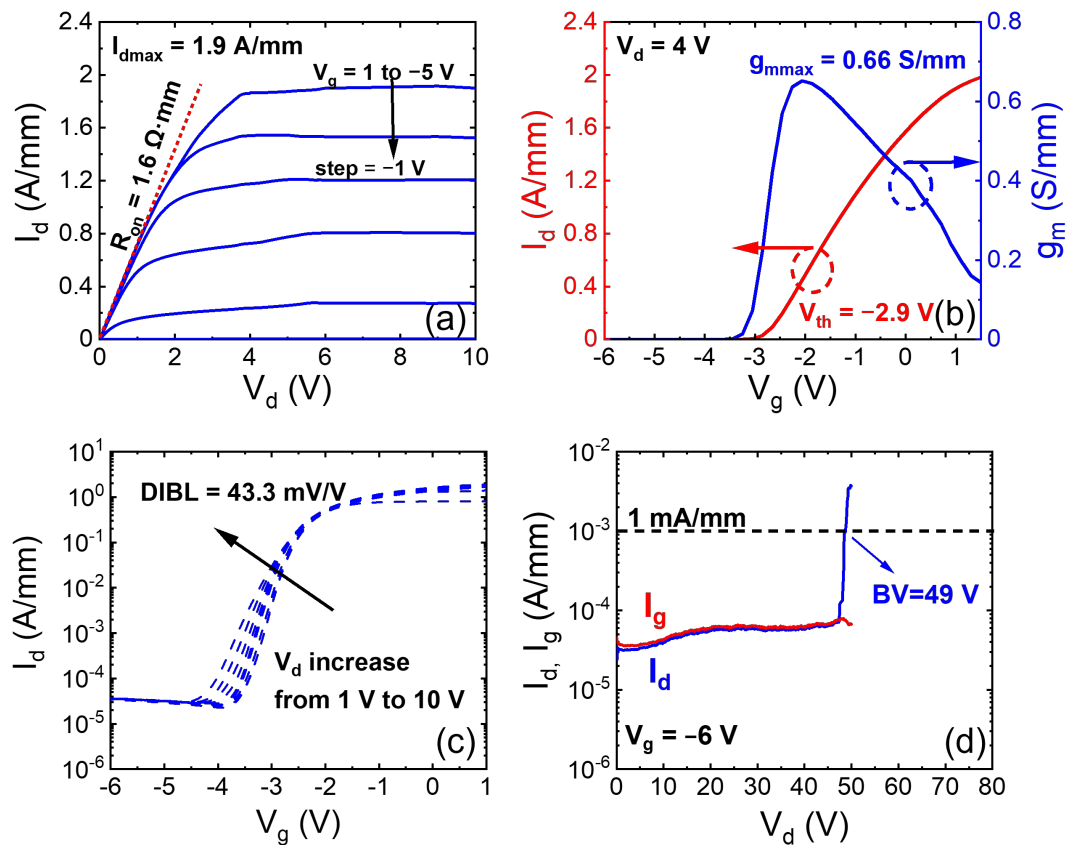 I_dmax = 1.9 A/mm
V_g = 1 to −5 V
step = −1 V
R_on = 1.6 Ω·mm
(a)
I_d (A/mm)
2.4
2
1.6
1.2
0.8
0.4
0
0 2 4 6 8 10
V_d (V)
V_d = 4 V
g_mmax = 0.66 S/mm
V_th = −2.9 V
(b)
I_d (A/mm)
2.4
2
1.6
1.2
0.8
0.4
0
g_m (S/mm)
0.8
0.6
0.4
0.2
0
-6 -5 -4 -3 -2 -1 0 1
V_g (V)
DIBL = 43.3 mV/V
V_d increase
from 1 V to 10 V
(c)
I_d (A/mm)
10^1
10^0
10^-1
10^-2
10^-3
10^-4
10^-5
10^-6
-6 -5 -4 -3 -2 -1 0 1
V_g (V)
1 mA/mm
BV=49 V
I_g
I_d
V_g = −6 V
(d)
I_d, I_g (A/mm)
10^-2
10^-3
10^-4
10^-5
10^-6
0 10 20 30 40 50 60 70 80
V_d (V)